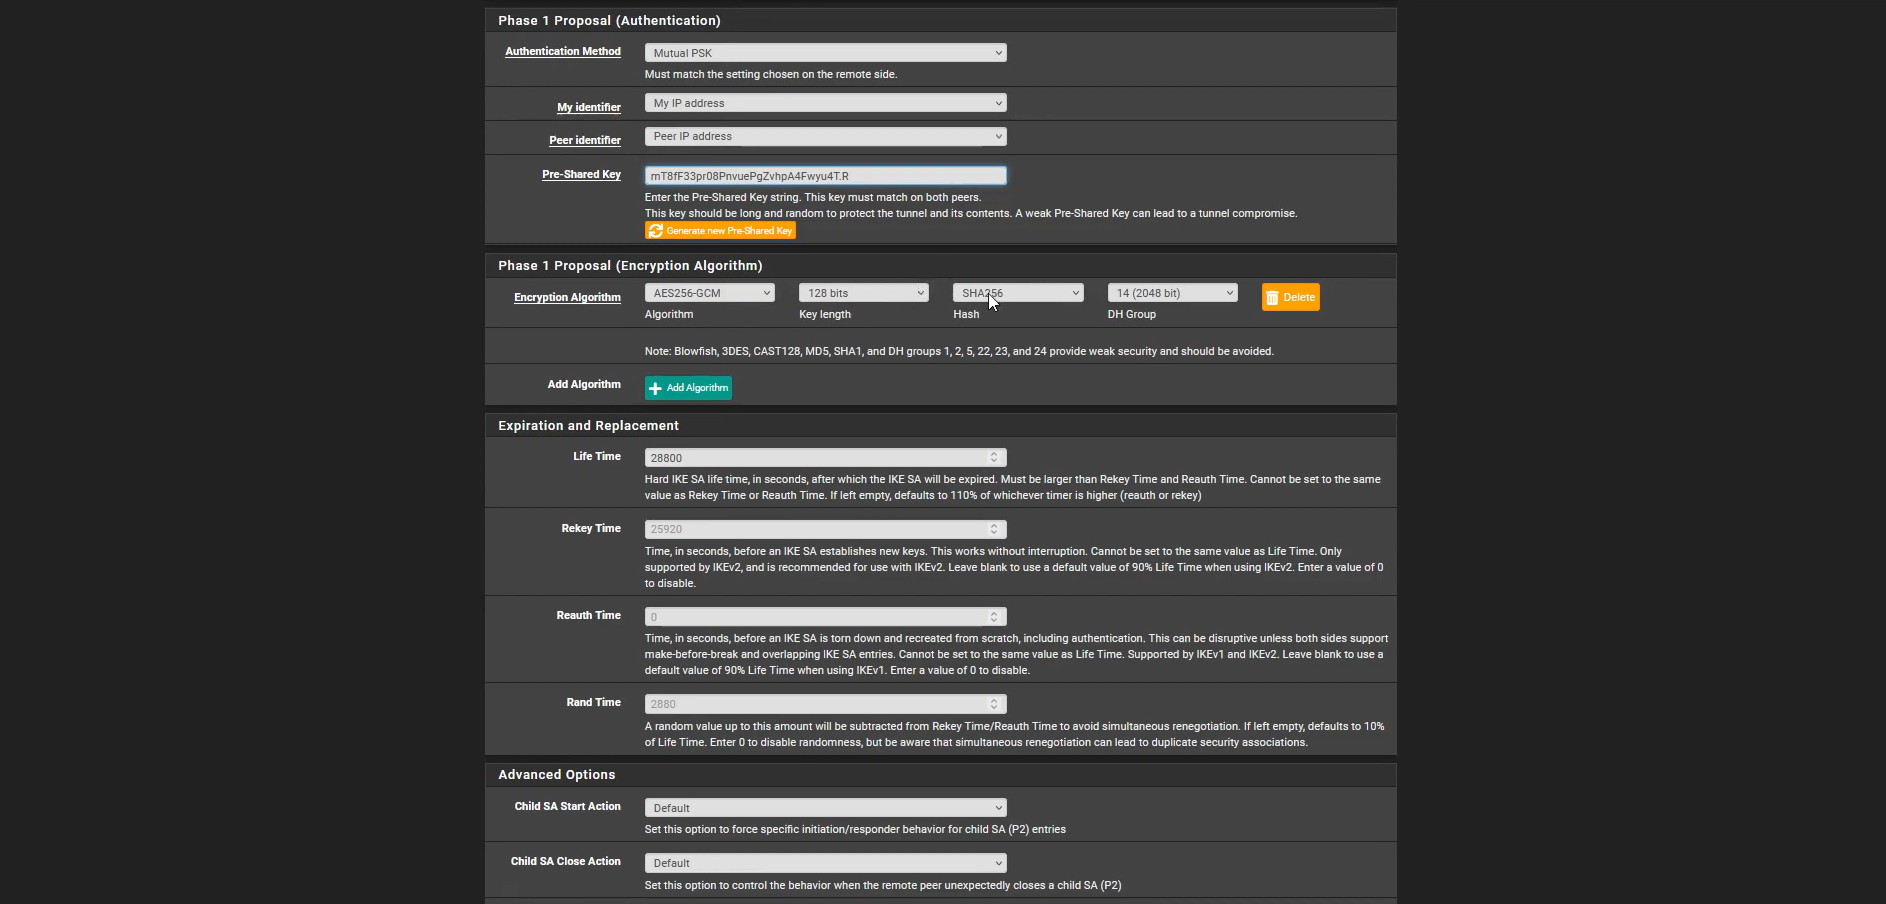 Phase 1 Proposal (Authentication)
Authentication Method
Mutual PSK
Must match the setting chosen on the remote side.
My identifier
My IP address
Peer identifier
Peer IP address
Pre-Shared Key
mT8fF33pr08PnvuePgZvhpA4Fwyu4T.R
Enter the Pre-Shared Key string. This key must match on both peers.
This key should be long and random to protect the tunnel and its contents. A weak Pre-Shared Key can lead to a tunnel compromise.
Generate new Pre-Shared Key
Phase 1 Proposal (Encryption Algorithm)
Encryption Algorithm
AES256-GCM 128 bits SHA256 14 (2048 bit) Delete
Algorithm Key length Hash DH Group
Note: Blowfish, 3DES, CAST128, MD5, SHA1, and DH groups 1, 2, 5, 22, 23, and 24 provide weak security and should be avoided.
Add Algorithm
Add Algorithm
Expiration and Replacement
Life Time
28800
Hard IKE SA life time, in seconds, after which the IKE SA will be expired. Must be larger than Rekey Time and Reauth Time. Cannot be set to the same
value as Rekey Time or Reauth Time. If left empty, defaults to 110% of whichever timer is higher (reauth or rekey)
Rekey Time
25920
Time, in seconds, before an IKE SA establishes new keys. This works without interruption. Cannot be set to the same value as Life Time. Only
supported by IKEv2, and is recommended for use with IKEv2. Leave blank to use a default value of 90% Life Time when using IKEv2. Enter a value of 0
to disable.
Reauth Time
0
Time, in seconds, before an IKE SA is torn down and recreated from scratch, including authentication. This can be disruptive unless both sides support
make-before-break and overlapping IKE SA entries. Cannot be set to the same value as Life Time. Supported by IKEv1 and IKEv2. Leave blank to use a
default value of 90% Life Time when using IKEv1. Enter a value of 0 to disable.
Rand Time
2880
A random value up to this amount will be subtracted from Rekey Time/Reauth Time to avoid simultaneous renegotiation. If left empty, defaults to 10%
of Life Time. Enter 0 to disable randomness, but be aware that simultaneous renegotiation can lead to duplicate security associations.
Advanced Options
Child SA Start Action
Default
Set this option to force specific initiation/responder behavior for child SA (P2) entries
Child SA Close Action
Default
Set this option to control the behavior when the remote peer unexpectedly closes a child SA (P2)